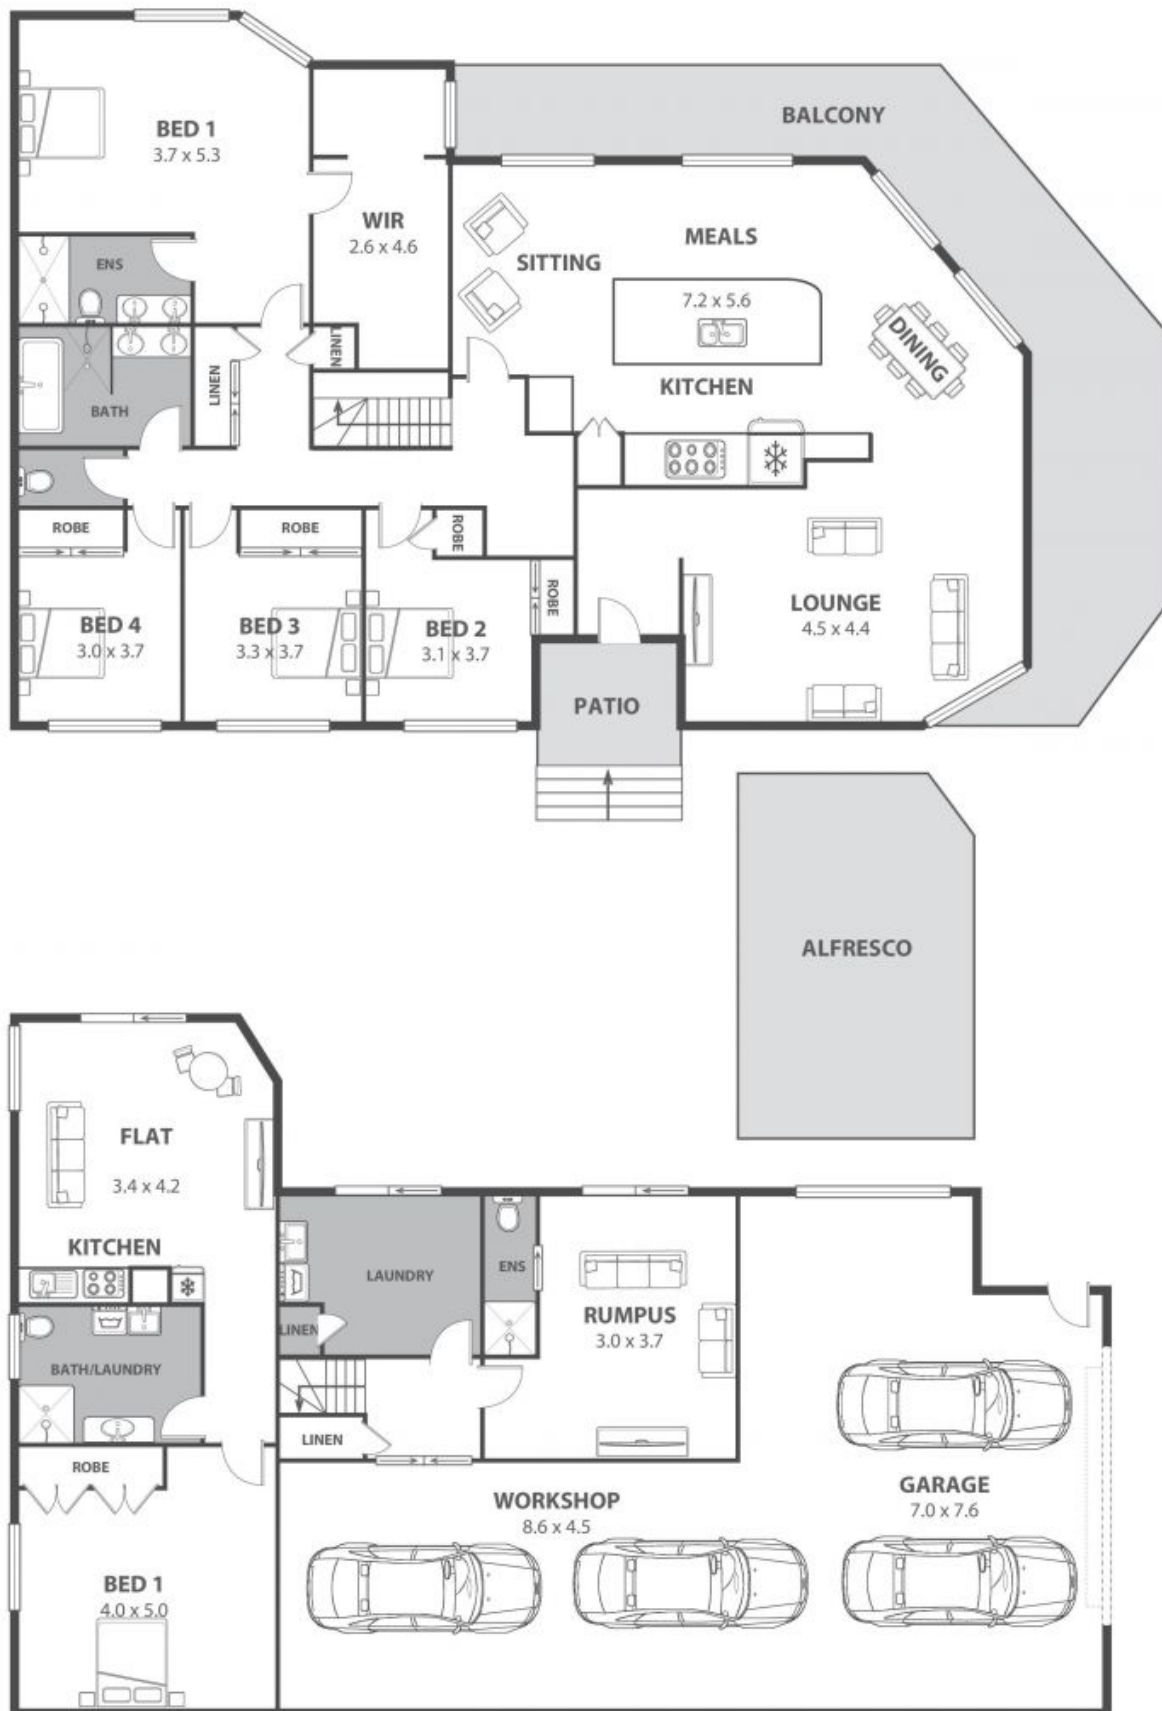 BALCONY
BED 1
3.7 x 5.3
WIR
2.6 x 4.6
MEALS
SITTING
ENS
7.2 x 5.6
DINING
LINEN
LINEN
KITCHEN
BATH
ROBE
ROBE
ROBE
ROBE
BED 4
3.0 x 3.7
BED 3
3.3 x 3.7
BED 2
3.1 x 3.7
LOUNGE
4.5 x 4.4
PATIO
ALFRESCO
FLAT
3.4 x 4.2
KITCHEN
LAUNDRY
ENS
RUMPUS
3.0 x 3.7
LINEN
BATH/LAUNDRY
LINEN
ROBE
GARAGE
7.0 x 7.6
WORKSHOP
8.6 x 4.5
BED 1
4.0 x 5.0